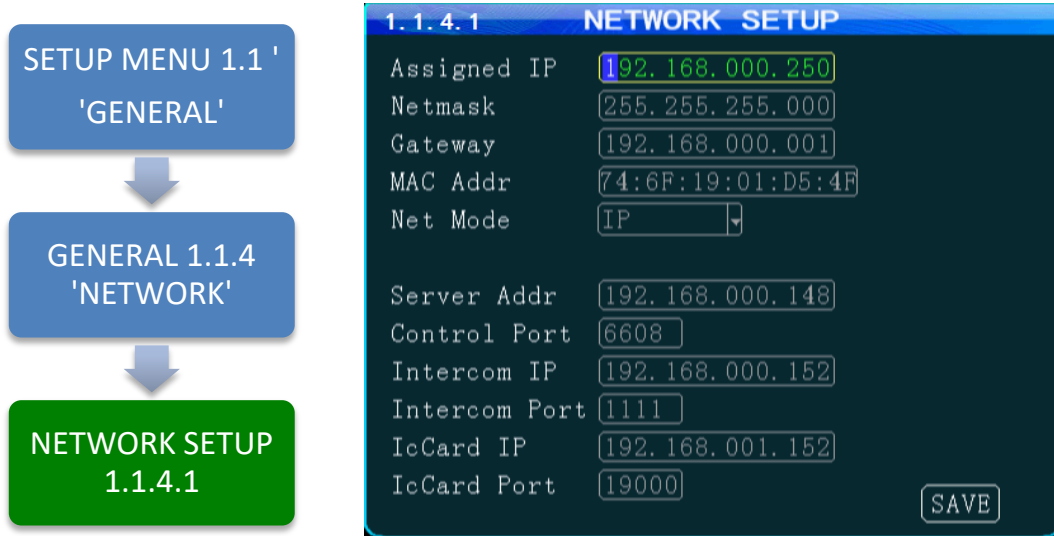 SETUP MENU 1.1 '
'GENERAL'
GENERAL 1.1.4
'NETWORK'
NETWORK SETUP
1.1.4.1
1.1.4.1 NETWORK SETUP
Assigned IP 192.168.000.250
Netmask 255.255.255.000
Gateway 192.168.000.001
MAC Addr 74:6F:19:01:D5:4F
Net Mode IP
Server Addr 192.168.000.148
Control Port 6608
Intercom IP 192.168.000.152
Intercom Port 1111
IcCard IP 192.168.001.152
IcCard Port 19000
SAVE